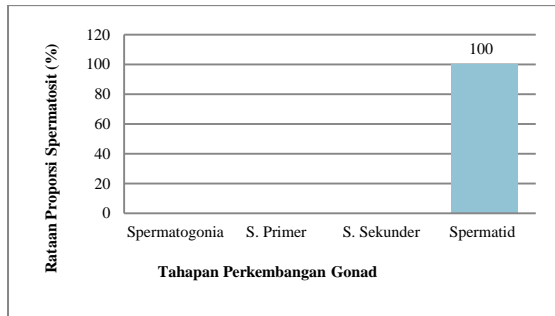 Rataan Proporsi Spermatosit (%)
120
100
80
60
40
20
0
100
Spermatogonia S. Primer S. Sekunder Spermatid
Tahapan Perkembangan Gonad